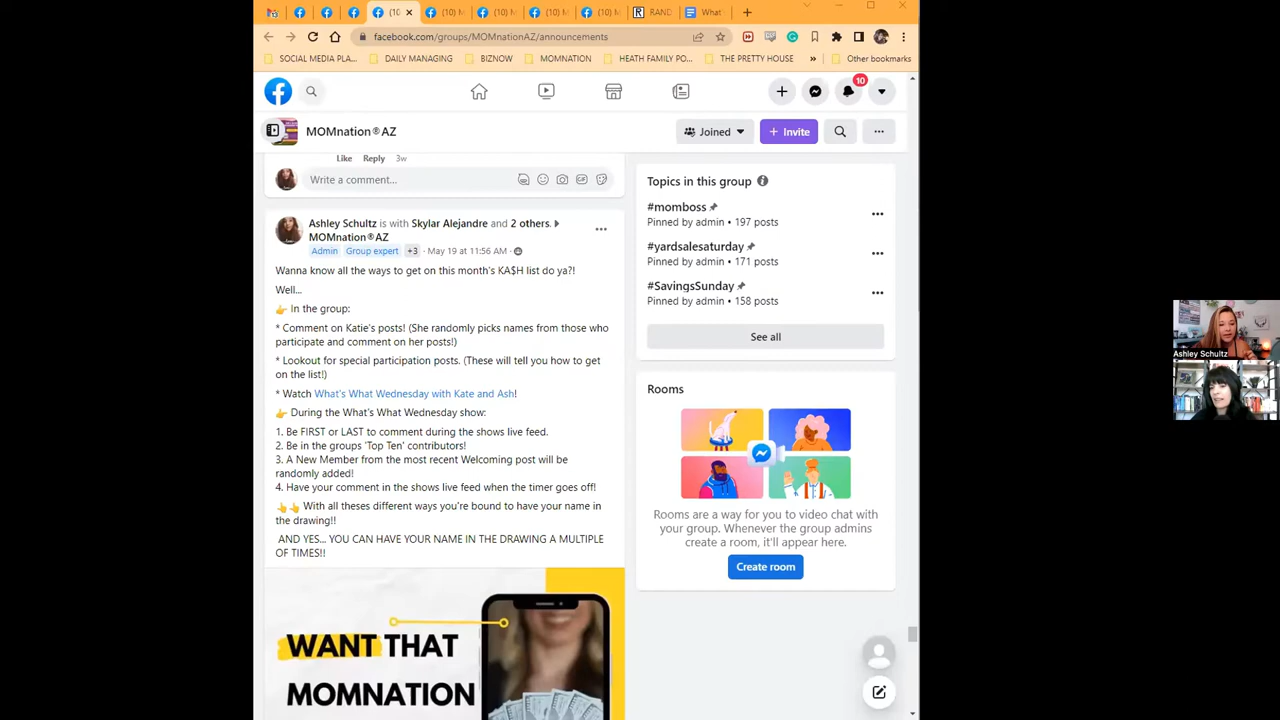 (10
(10) M
(10) M
(10) M
(10) M
RAND
What
facebook.com/groups/MOMnationAZ/announcements
SOCIAL MEDIA PLA...
DAILY MANAGING
BIZNOW
MOMNATION
HEATH FAMILY PO...
THE PRETTY HOUSE
»
Other bookmarks
10
MOMnation®AZ
Joined
+ Invite
Like Reply 3w
Write a comment...
GIF
Ashley Schultz is with Skylar Alejandre and 2 others.
MOMnation®AZ
Admin Group expert +3 · May 19 at 11:56 AM ·
Wanna know all the ways to get on this month's KA$H list do ya?!
Well...
👉 In the group:
* Comment on Katie's posts! (She randomly picks names from those who
participate and comment on her posts!)
* Lookout for special participation posts. (These will tell you how to get
on the list!)
* Watch What's What Wednesday with Kate and Ash!
👉 During the What's What Wednesday show:
1. Be FIRST or LAST to comment during the shows live feed.
2. Be in the groups 'Top Ten' contributors!
3. A New Member from the most recent Welcoming post will be
randomly added!
4. Have your comment in the shows live feed when the timer goes off!
👆👆 With all theses different ways you're bound to have your name in
the drawing!!
AND YES... YOU CAN HAVE YOUR NAME IN THE DRAWING A MULTIPLE
OF TIMES!!
WANT THAT
MOMNATION
Topics in this group
#momboss
Pinned by admin • 197 posts
#yardsalesaturday
Pinned by admin • 171 posts
#SavingsSunday
Pinned by admin • 158 posts
See all
Rooms
Rooms are a way for you to video chat with
your group. Whenever the group admins
create a room, it'll appear here.
Create room
Ashley Schultz